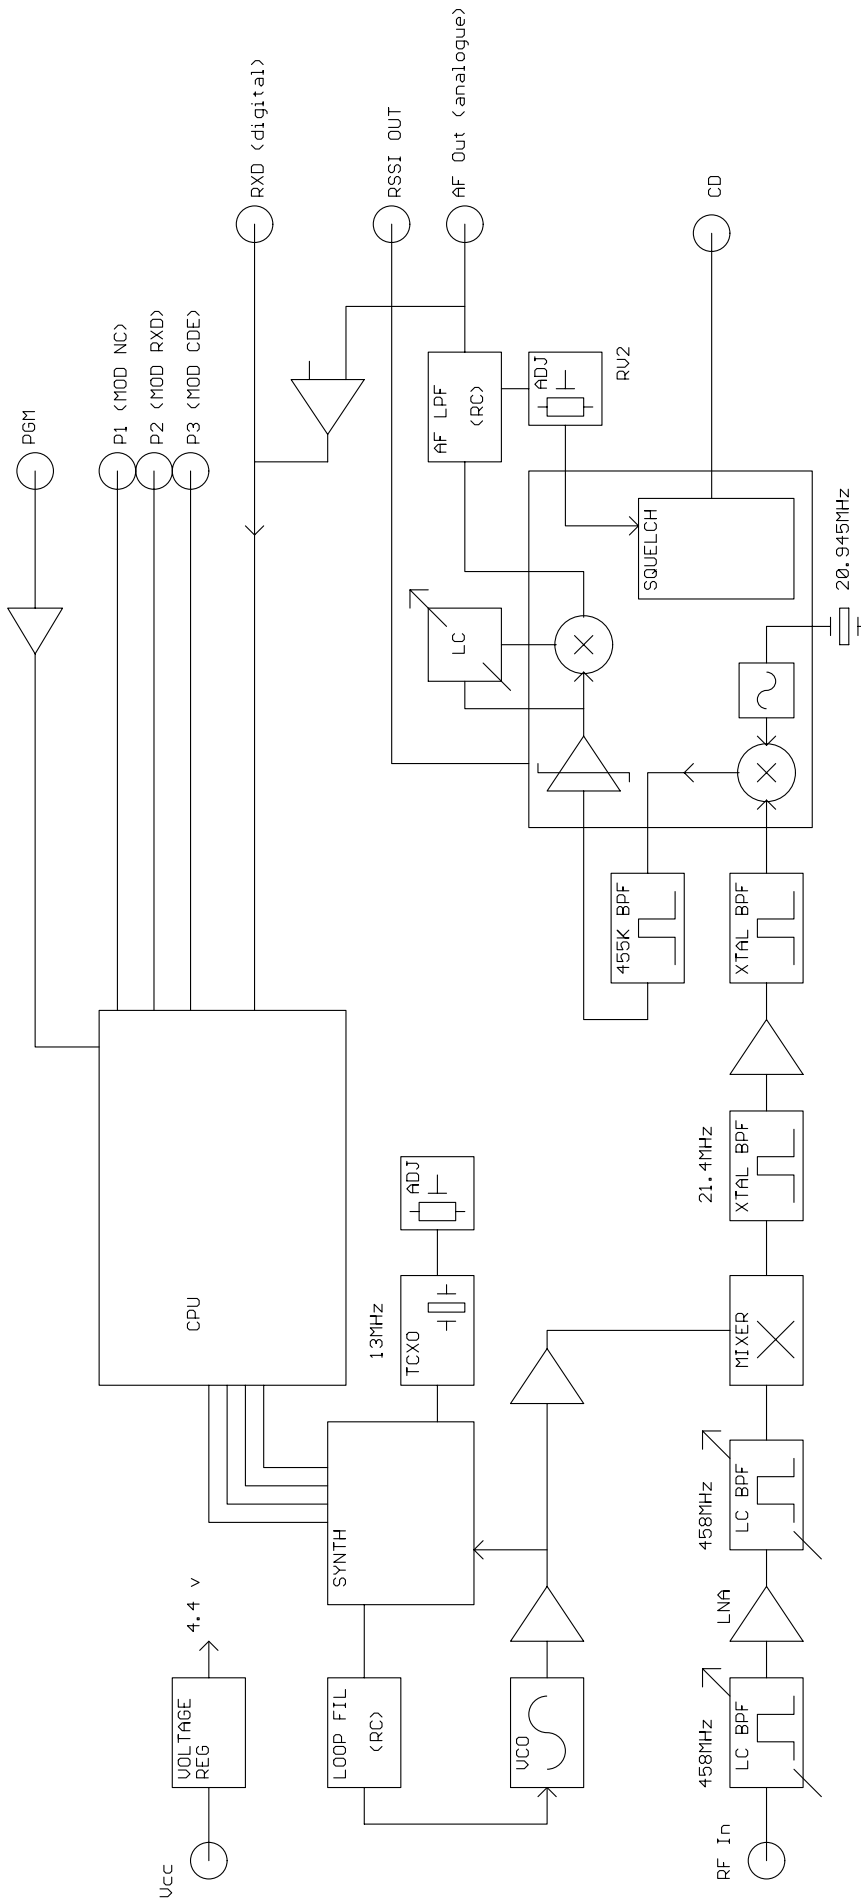 Vcc
VOLTAGE
REG
4.4 v
CPU
PGM
P1 (MOD NC)
P2 (MOD RXD)
P3 (MOD CDE)
RXD (digital)
RSSI OUT
AF Out (analogue)
LOOP FIL
(RC)
SYNTH
13MHz
TCXO
ADJ
VCO
AF LPF
(RC)
ADJ
RV2
LC
SQUELCH
CD
455K BPF
20.945MHz
RF In
458MHz
LC BPF
LNA
458MHz
LC BPF
MIXER
21.4MHz
XTAL BPF
XTAL BPF